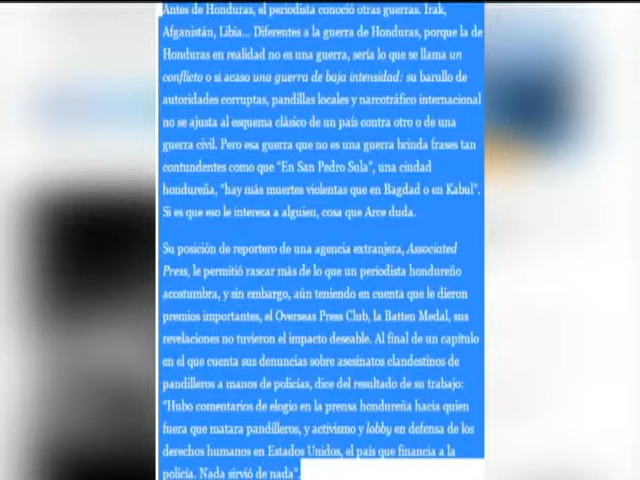 Antes de Honduras, el periodista conoció otras guerras. Irak,
Afganistán, Libia... Diferentes a la guerra de Honduras, porque la de
Honduras en realidad no es una guerra, sería lo que se llama un
conflicto o si acaso una guerra de baja intensidad: su barullo de
autoridades corruptas, pandillas locales y narcotráfico internacional
no se ajusta al esquema clásico de un país contra otro o de una
guerra civil. Pero esa guerra que no es una guerra brinda frases tan
contundentes como que “En San Pedro Sula”, una ciudad
hondureña, “hay más muertes violentas que en Bagdad o en Kabul”.
Si es que eso le interesa a alguien, cosa que Arce duda.
Su posición de reportero de una agencia extranjera, Associated
Press, le permitió rascar más de lo que un periodista hondureño
acostumbra, y sin embargo, aún teniendo en cuenta que le dieron
premios importantes, el Overseas Press Club, la Batten Medal, sus
revelaciones no tuvieron el impacto deseable. Al final de un capítulo
en el que cuenta sus denuncias sobre asesinatos clandestinos de
pandilleros a manos de policías, dice del resultado de su trabajo:
“Hubo comentarios de elogio en la prensa hondureña hacia quien
fuera que matara pandilleros, y activismo y lobby en defensa de los
derechos humanos en Estados Unidos, el país que financia a la
policía. Nada sirvió de nada”.